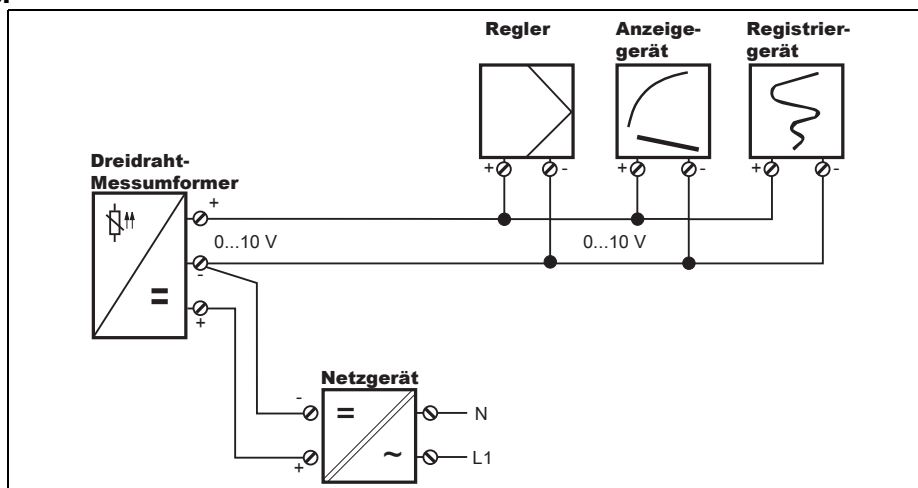 Regler
Anzeige-
gerät
Registrier-
gerät
+ -
+ -
+ -
Dreidraht-
Messumformer
+
0...10 V
0...10 V
-
=
+
Netzgerät
-
=
N
+
~
L1